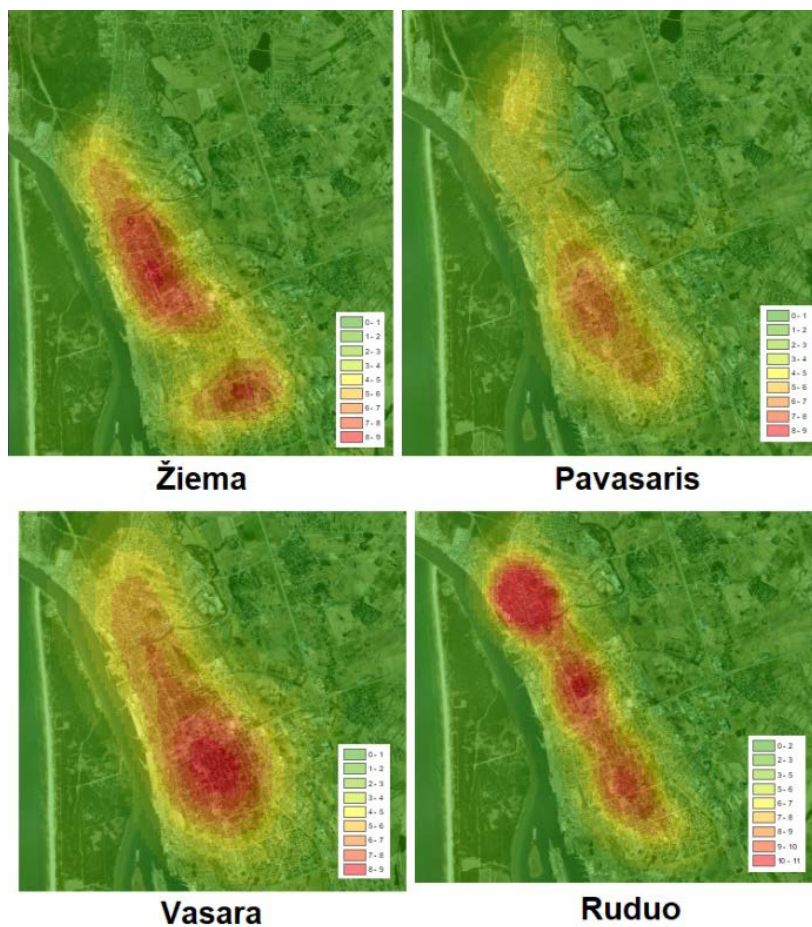 0 - 1
1 - 2
2 - 3
3 - 4
4 - 5
5 - 6
6 - 7
7 - 8
8 - 9
Žiema
0 - 1
1 - 2
2 - 3
3 - 4
4 - 5
5 - 6
6 - 7
7 - 8
8 - 9
Pavasaris
0 - 1
1 - 2
2 - 3
3 - 4
4 - 5
5 - 6
6 - 7
7 - 8
8 - 9
Vasara
0 - 2
2 - 3
3 - 5
5 - 6
6 - 7
7 - 8
8 - 9
9 - 10
10 - 11
Ruduo